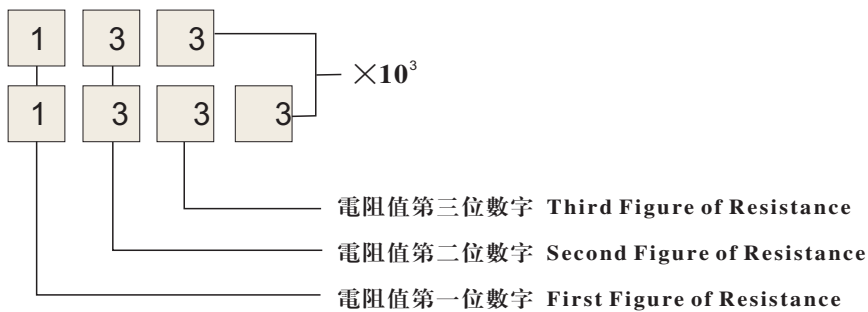 1 3 3
×10³
1 3 3 3
電阻值第三位數字 Third Figure of Resistance
電阻值第二位數字 Second Figure of Resistance
電阻值第一位數字 First Figure of Resistance